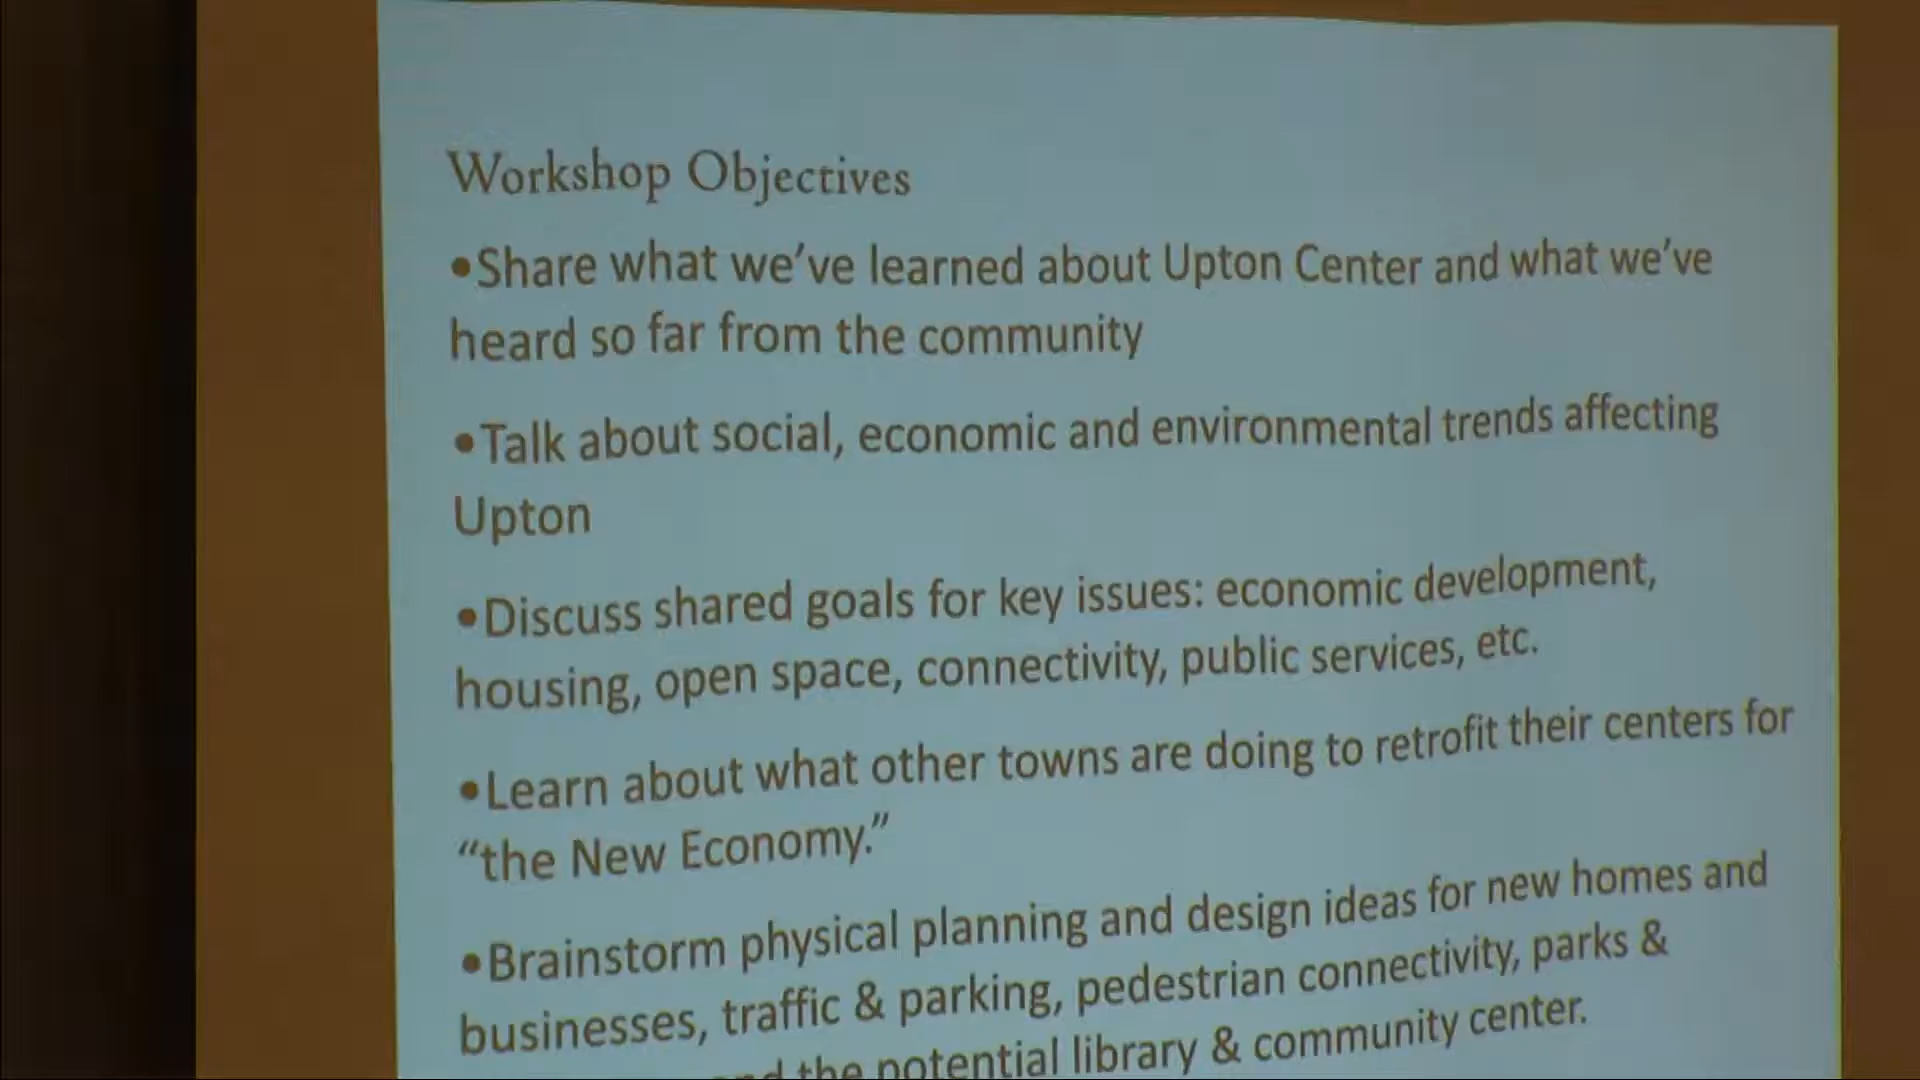 Workshop Objectives
•Share what we've learned about Upton Center and what we've
heard so far from the community
•Talk about social, economic and environmental trends affecting
Upton
•Discuss shared goals for key issues: economic development,
housing, open space, connectivity, public services, etc.
•Learn about what other towns are doing to retrofit their centers for
“the New Economy.”
•Brainstorm physical planning and design ideas for new homes and
businesses, traffic & parking, pedestrian connectivity, parks &
the potential library & community center.